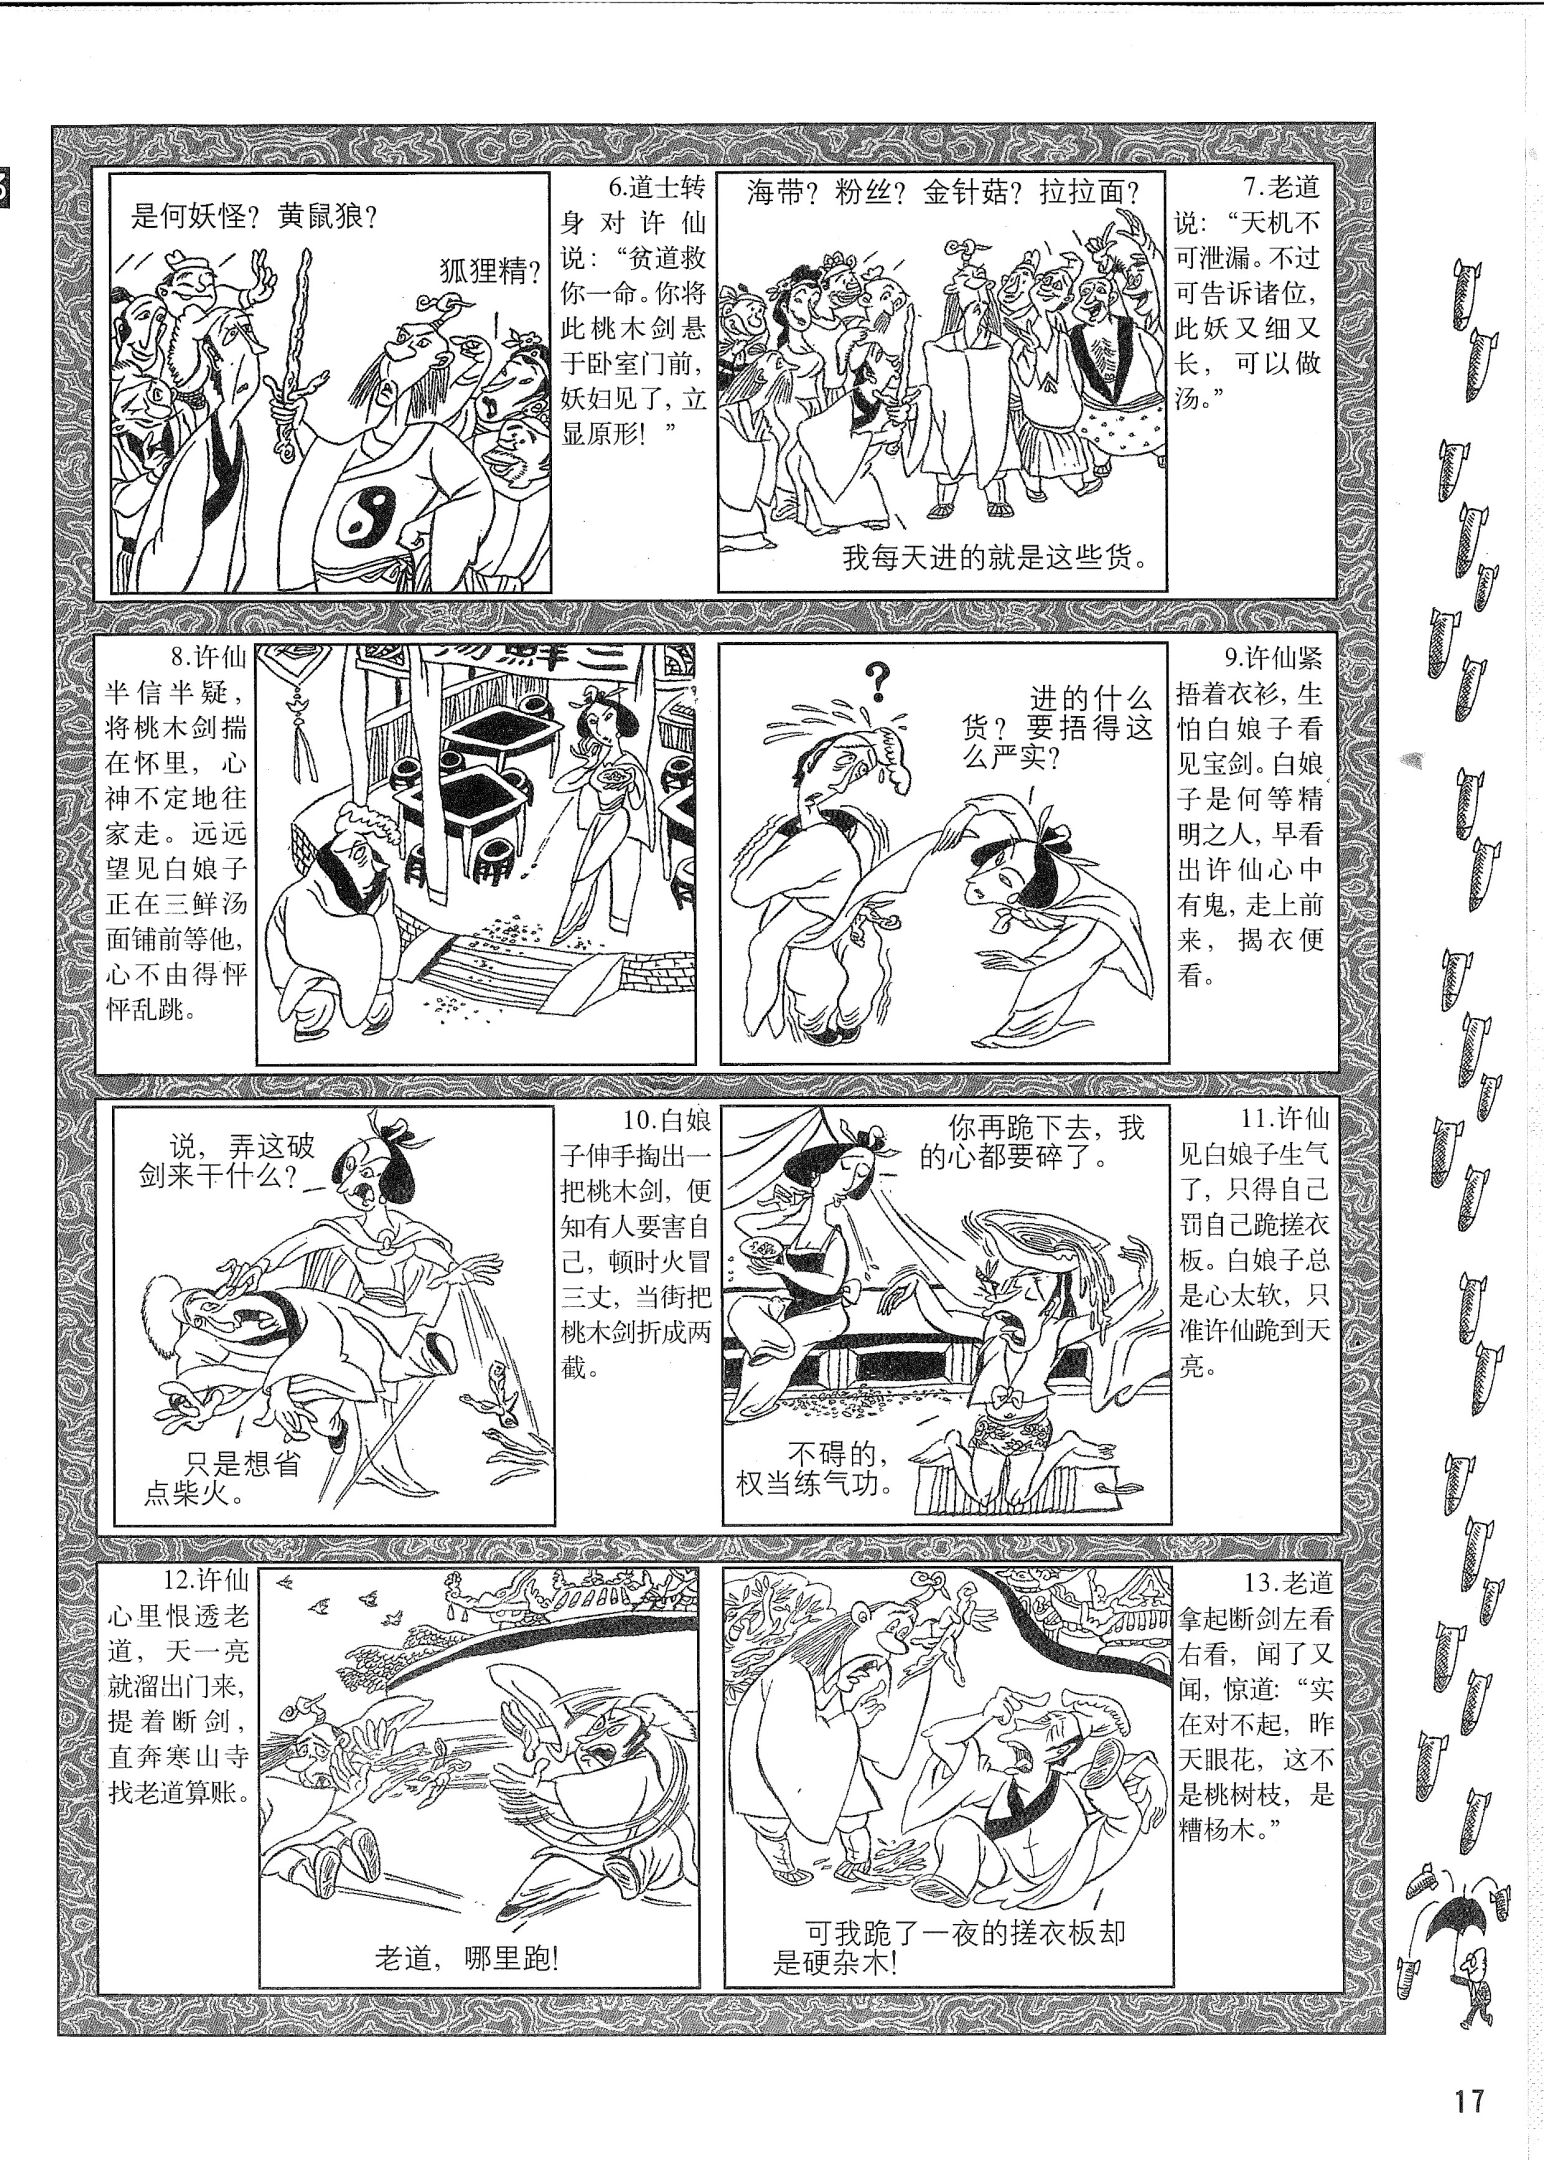 是何妖怪？黄鼠狼？
狐狸精？
6.道士转
身对许仙
说：“贫道救
你一命。你将
此桃木剑悬
于卧室门前，
妖妇见了，立
显原形！”
海带？粉丝？金针菇？拉拉面？
我每天进的就是这些货。
7.老道
说：“天机不
可泄漏。不过
可告诉诸位，
此妖又细又
长，可以做
汤。”
8.许仙
半信半疑，
将桃木剑揣
在怀里，心
神不定地往
家走。远远
望见白娘子
正在三鲜汤
面铺前等他，
心不由得怦
怦乱跳。
汤鲜三
?
进的什么
货？要捂得这
么严实？
9.许仙紧
捂着衣衫，生
怕白娘子看
见宝剑。白娘
子是何等精
明之人，早看
出许仙心中
有鬼，走上前
来，揭衣便
看。
说，弄这破
剑来干什么？
只是想省
点柴火。
10.白娘
子伸手掏出一
把桃木剑，便
知有人要害自
己，顿时火冒
三丈，当街把
桃木剑折成两
截。
你再跪下去，我
的心都要碎了。
不碍的，
权当练气功。
11.许仙
见白娘子生气
了，只得自己
罚自己跪搓衣
板。白娘子总
是心太软，只
准许仙跪到天
亮。
12.许仙
心里恨透老
道，天一亮
就溜出门来，
提着断剑，
直奔寒山寺
找老道算账。
老道，哪里跑！
可我跪了一夜的搓衣板却
是硬杂木！
13.老道
拿起断剑左看
右看，闻了又
闻，惊道：“实
在对不起，昨
天眼花，这不
是桃树枝，是
糟杨木。”
17